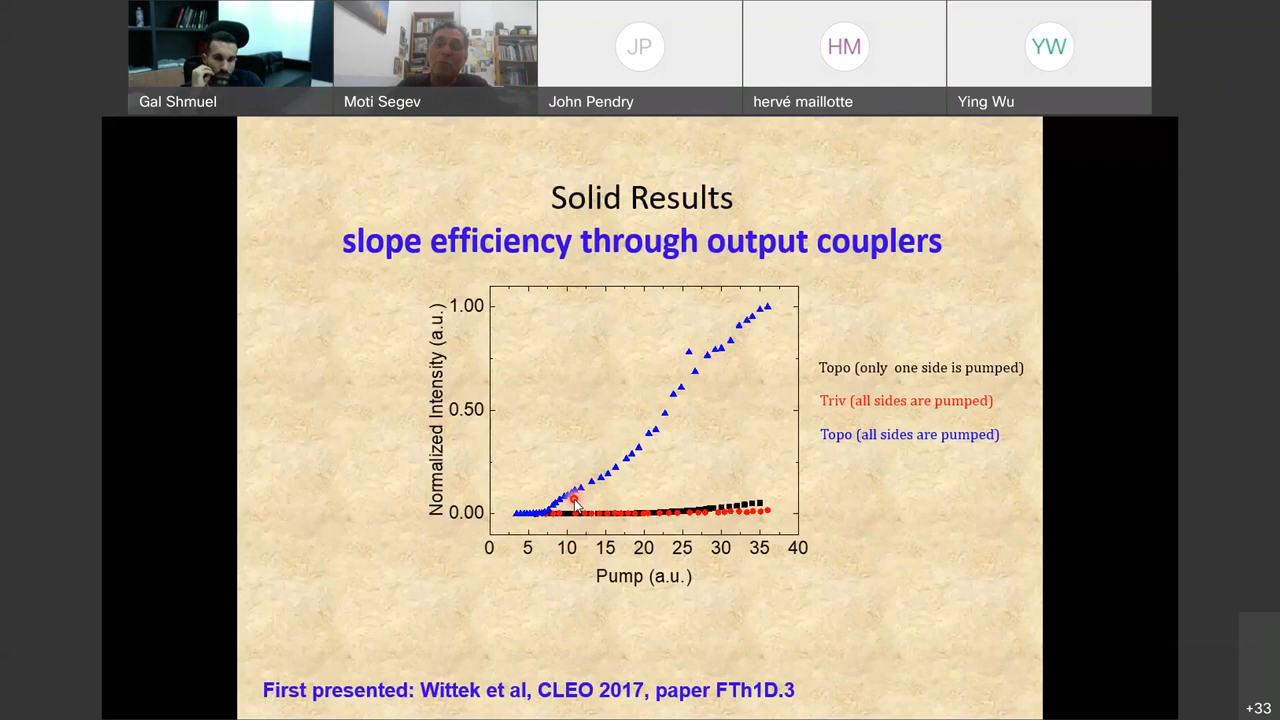 JP
HM
YW
Gal Shmuel
Moti Segev
John Pendry
hervé maillotte
Ying Wu
Solid Results
slope efficiency through output couplers
Normalized Intensity (a.u.)
1.00
0.50
0.00
0 5 10 15 20 25 30 35 40
Pump (a.u.)
Topo (only one side is pumped)
Triv (all sides are pumped)
Topo (all sides are pumped)
First presented: Wittek et al, CLEO 2017, paper FTh1D.3
+33